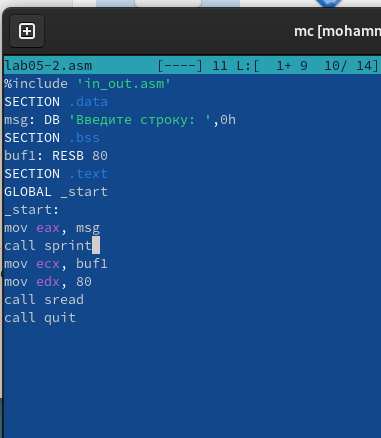 mc [mohamm
lab05-2.asm [----] 11 L:[ 1+ 9 10/ 14]
%include 'in_out.asm'
SECTION .data
msg: DB 'Введите строку: ',0h
SECTION .bss
buf1: RESB 80
SECTION .text
GLOBAL _start
_start:
mov eax, msg
call sprint
mov ecx, buf1
mov edx, 80
call sread
call quit